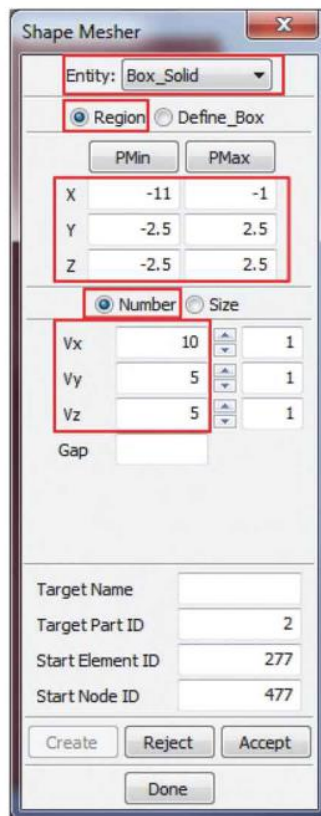 Shape Mesher
Entity: Box_Solid
Region Define_Box
PMin PMax
X -11 -1
Y -2.5 2.5
Z -2.5 2.5
Number Size
Vx 10 1
Vy 5 1
Vz 5 1
Gap
Target Name
Target Part ID 2
Start Element ID 277
Start Node ID 477
Create Reject Accept
Done